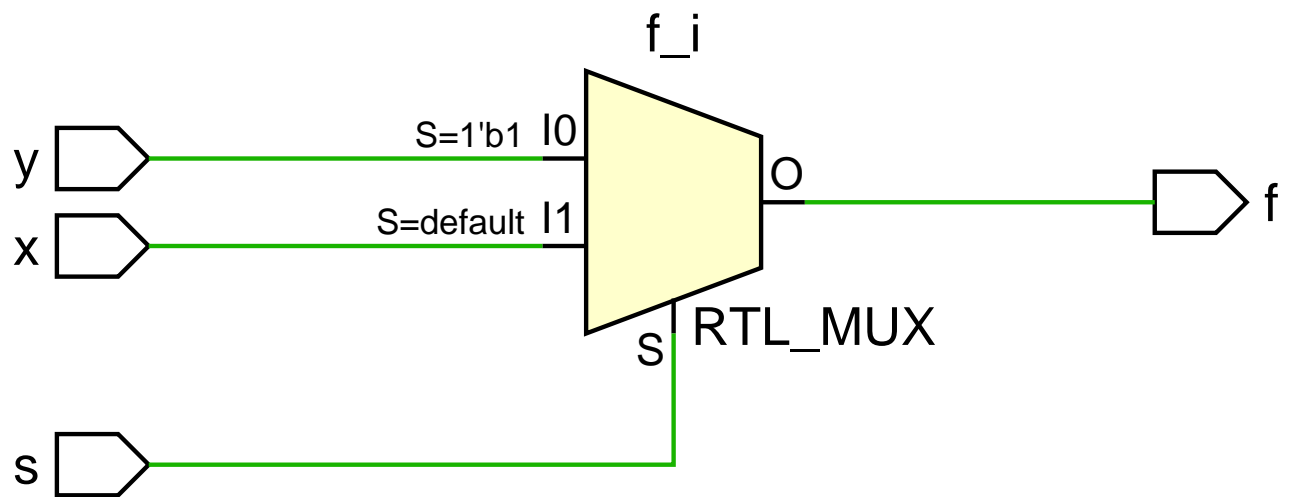 f_i
y
S=1'b1
I0
x
S=default
I1
O
f
S
RTL_MUX
s